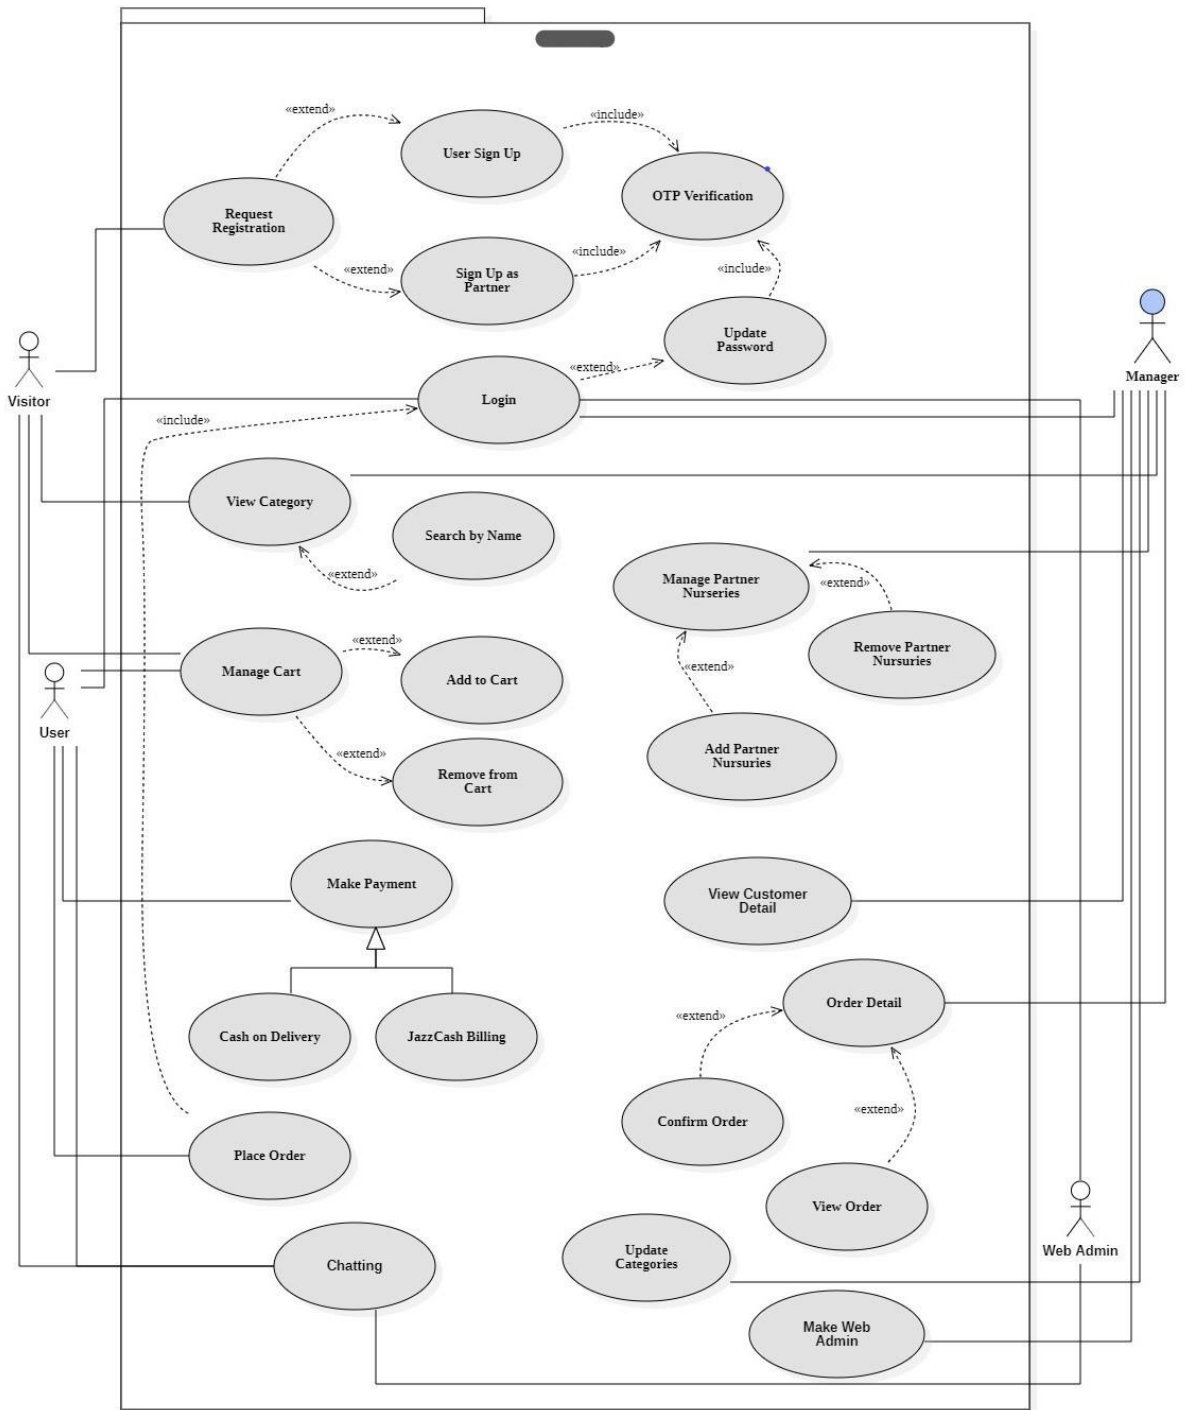 «extend»
User Sign Up
«include»
OTP Verification
Request
Registration
«extend»
Sign Up as
Partner
«include»
«include»
Update
Password
Manager
Visitor
«extend»
Login
«include»
View Category
Search by Name
«extend»
Manage Partner
Nurseries
«extend»
Remove Partner
Nursuries
Manage Cart
«extend»
Add to Cart
«extend»
User
Add Partner
Nursuries
«extend»
Remove from
Cart
Make Payment
View Customer
Detail
Order Detail
«extend»
Cash on Delivery
JazzCash Billing
Confirm Order
«extend»
Place Order
View Order
Update
Categories
Web Admin
Chatting
Make Web
Admin